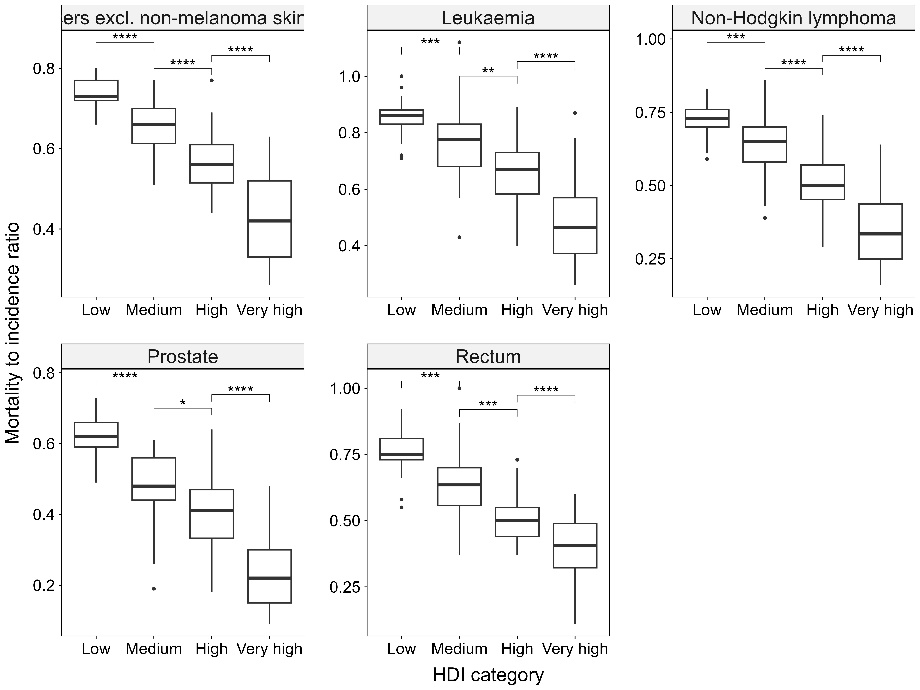 ers excl. non-melanoma skin
Leukaemia
Non-Hodgkin lymphoma
****
****
****
0.8
0.6
0.4
Low Medium High Very high
***
**
****
1.0
0.8
0.6
0.4
Low Medium High Very high
***
****
****
1.00
0.75
0.50
0.25
Low Medium High Very high
Mortality to incidence ratio
Prostate
Rectum
****
*
****
0.8
0.6
0.4
0.2
Low Medium High Very high
***
***
****
1.00
0.75
0.50
0.25
Low Medium High Very high
HDI category